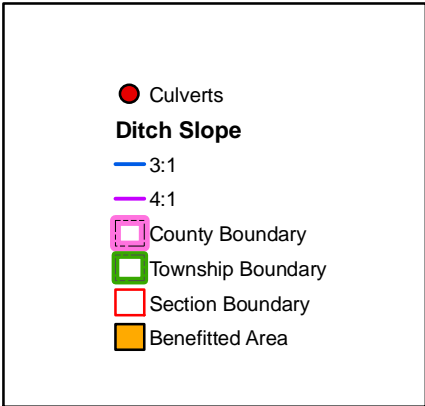 Culverts
Ditch Slope
3:1
4:1
County Boundary
Township Boundary
Section Boundary
Benefitted Area